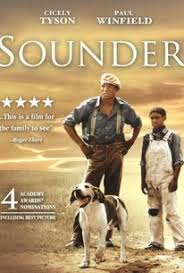 CICELY TYSON
PAUL WINFIELD
SOUNDER
★★★★
"...This is a film for the family to see"
-Roger Ebert
4 ACADEMY AWARD® NOMINATIONS
INCLUDING BEST PICTURE